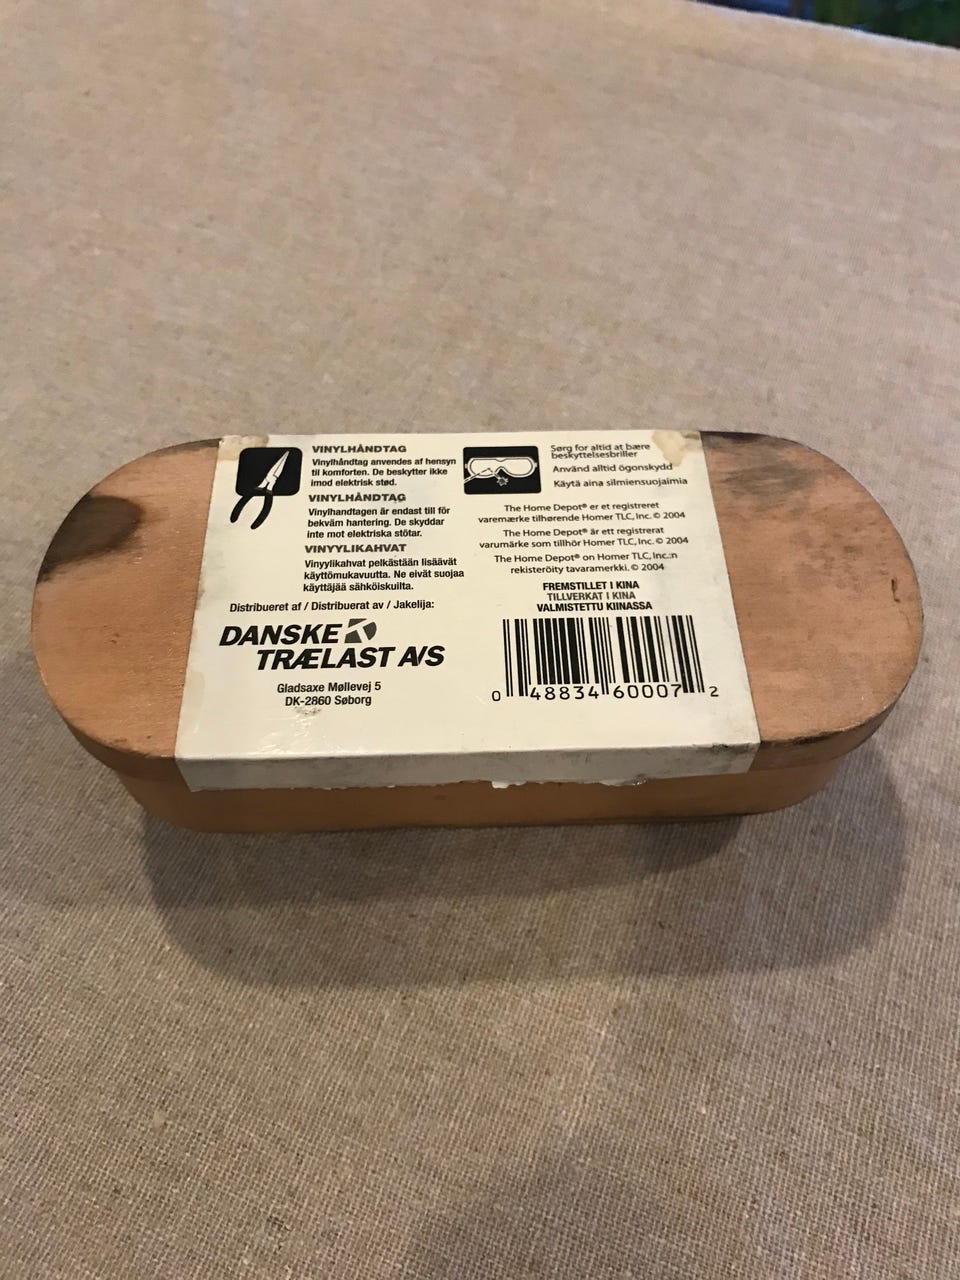 VINYLHÅNDTAG
Vinylhåndtag anvendes af hensyn
til komforten. De beskytter ikke
imod elektrisk stød.
VINYLHÅNDTAG
Vinylhandtagen är endast till för
bekväm hantering. De skyddar
inte mot elektriska stötar.
VINYYLIKAHVAT
Vinyylikahvat pelkästään lisäävät
käyttömukavuutta. Ne eivät suojaa
käyttäjää sähköiskuilta.
Distribueret af / Distribuerat av / Jakelija:
DANSKE
TRÆLAST A/S
Gladsaxe Møllevej 5
DK-2860 Søborg
Sørg for altid at bære
beskyttelsesbriller
Använd alltid ögonskydd
Käytä aina silmiensuojaimia
The Home Depot® er et registreret
varemærke tilhørende Homer TLC, Inc. © 2004
The Home Depot® är ett registrerat
varumärke som tillhör Homer TLC, Inc. © 2004
The Home Depot® on Homer TLC, Inc.:n
rekisteröity tavaramerkki. © 2004
FREMSTILLET I KINA
TILLVERKAT I KINA
VALMISTETTU KIINASSA
0 48834 60007 2